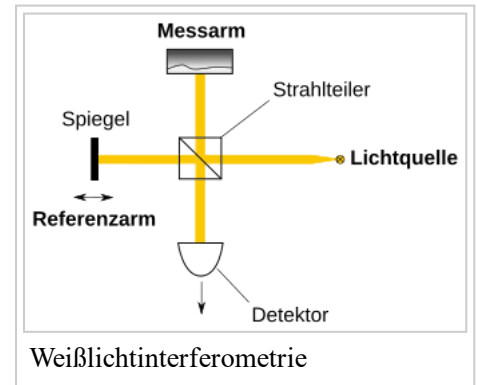 Messarm
Strahlteiler
Spiegel
Lichtquelle
Referenzarm
Detektor
Weißlichtinterferometrie